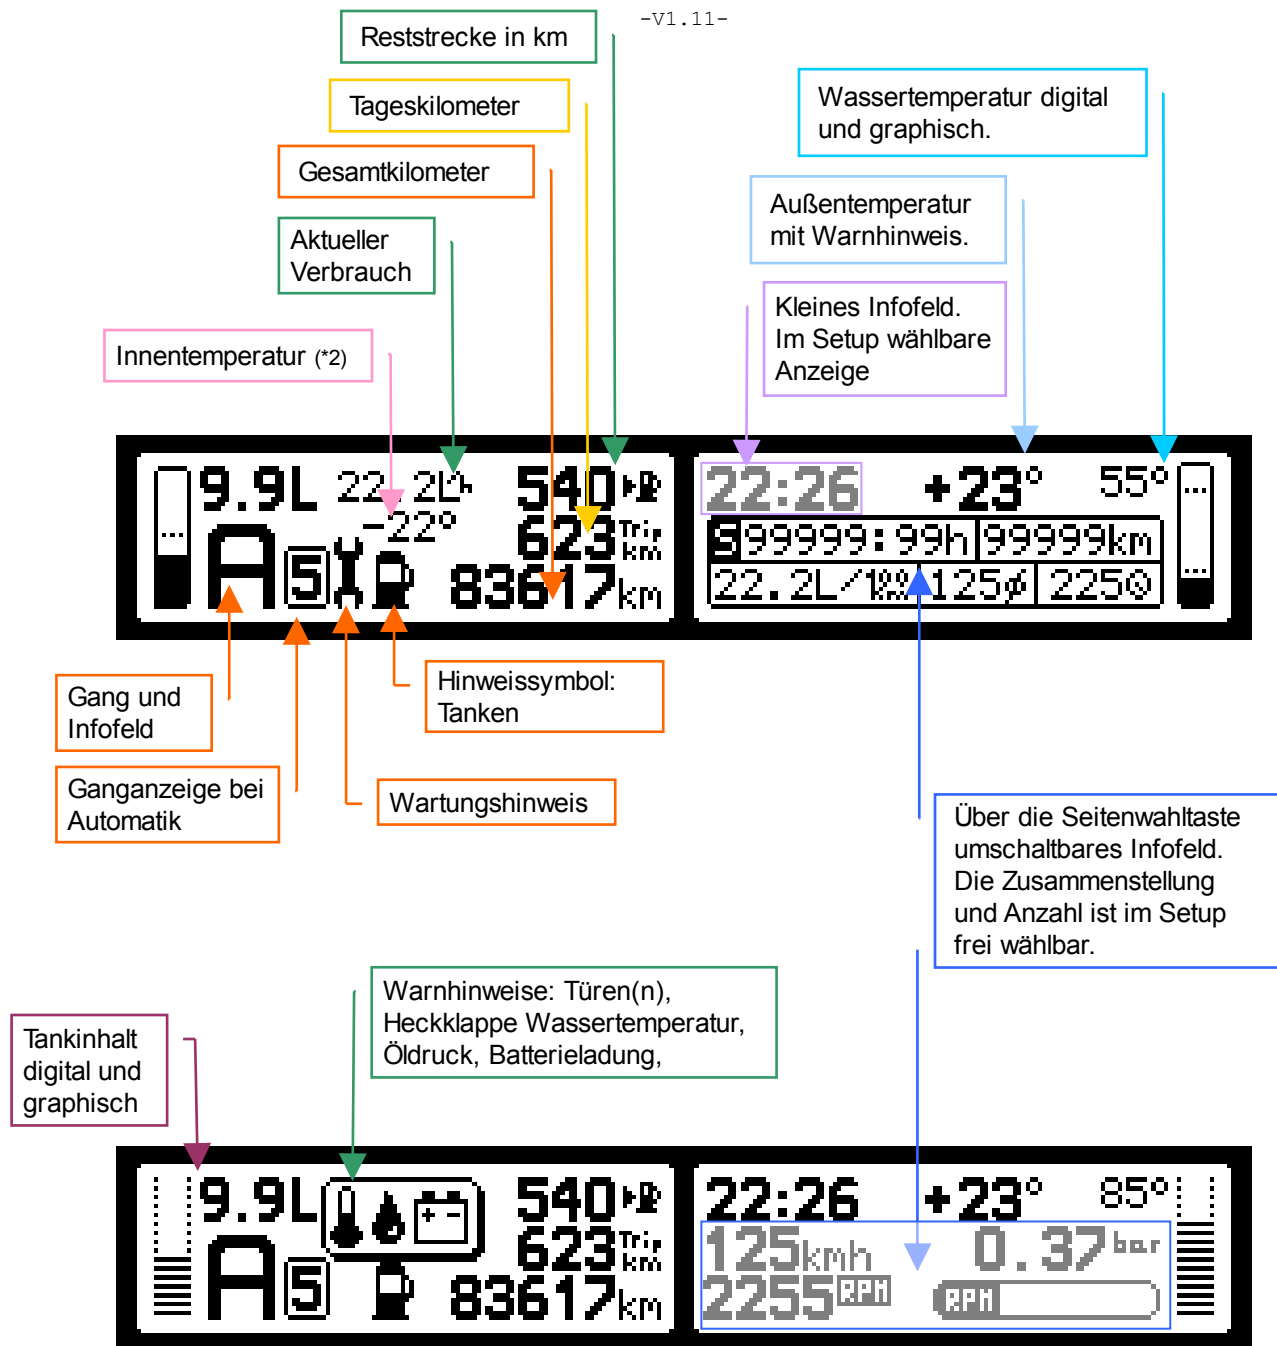 -V1.11-
Reststrecke in km
Tageskilometer
Gesamtkilometer
Aktueller
Verbrauch
Innentemperatur (*2)
Wassertemperatur digital
und graphisch.
Außentemperatur
mit Warnhinweis.
Kleines Infofeld.
Im Setup wählbare
Anzeige
9.9L
-22°
A
5
540
623 Trip km
83617km
22:26
+23°
55°
S 99999:99h 99999km
22.2L/100 125ø 225
Gang und
Infofeld
Ganganzeige bei
Automatik
Hinweissymbol:
Tanken
Wartungshinweis
Über die Seitenwahltaste
umschaltbares Infofeld.
Die Zusammenstellung
und Anzahl ist im Setup
frei wählbar.
Warnhinweise: Türen(n),
Heckklappe Wassertemperatur,
Öldruck, Batterieladung,
Tankinhalt
digital und
graphisch
9.9L
A
5
540
623 Trip km
83617km
22:26
+23°
85°
125kmh
0.37bar
2255RPM
RPM